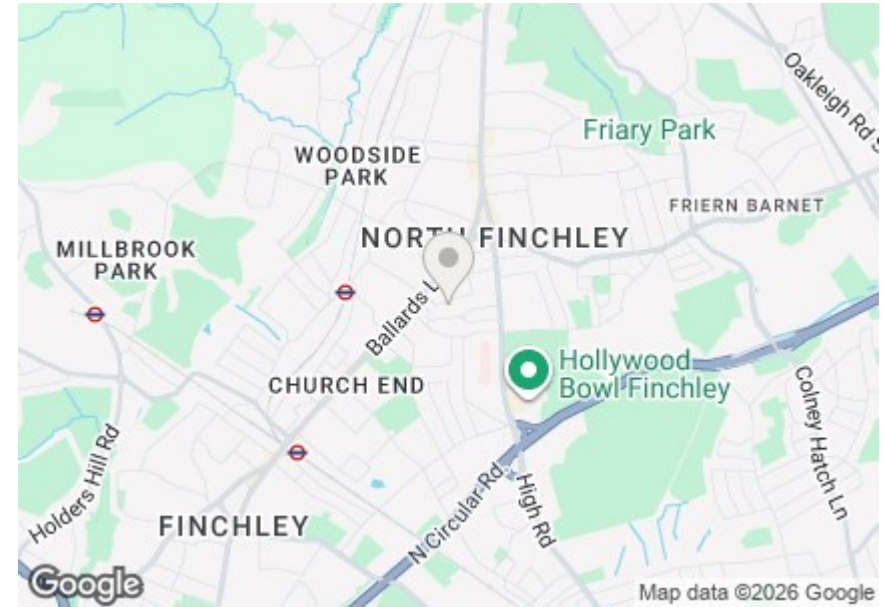 Oakleigh Rd S
Friary Park
WOODSIDE
PARK
FRIERN BARNET
NORTH FINCHLEY
MILLBROOK
PARK
Ballards L
Hollywood
Bowl Finchley
CHURCH END
Colney Hatch Ln
Holders Hill Rd
N Circular Rd
High Rd
FINCHLEY
Google
Map data ©2026 Google